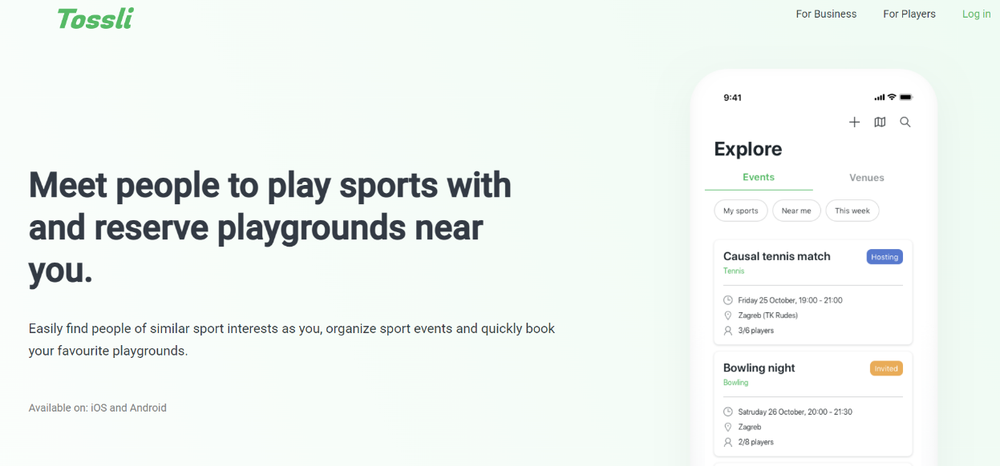 Tossli
For Business
For Players
Log in
Meet people to play sports with
and reserve playgrounds near
you.
Easily find people of similar sport interests as you, organize sport events and quickly book
your favourite playgrounds.
Available on: iOS and Android
9:41
Explore
Events
Venues
My sports
Near me
This week
Causal tennis match
Hosting
Tennis
Friday 25 October, 19:00 - 21:00
Zagreb (TK Rudes)
3/6 players
Bowling night
Invited
Bowling
Satruday 26 October, 20:00 - 21:30
Zagreb
2/8 players